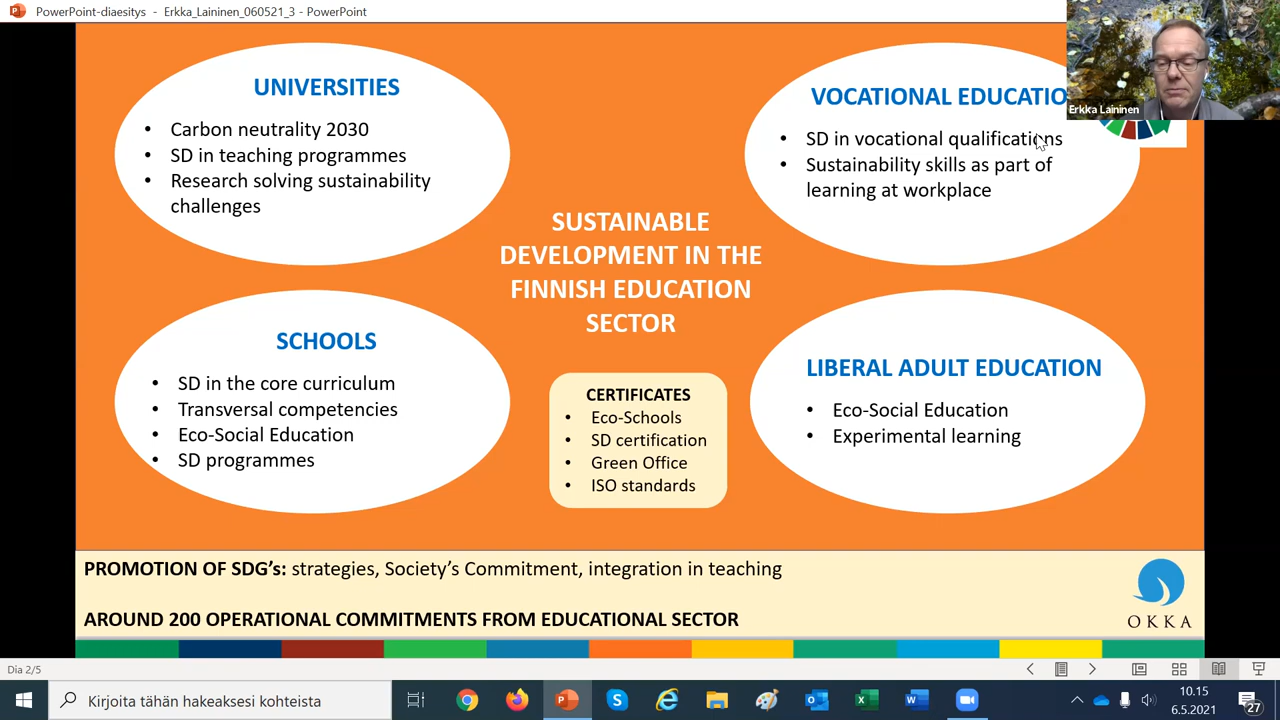 PowerPoint-diaesitys - Erkka_Laininen_060521_3 - PowerPoint
UNIVERSITIES
• Carbon neutrality 2030
• SD in teaching programmes
• Research solving sustainability
challenges
VOCATIONAL EDUCATIO
• SD in vocational qualifications
• Sustainability skills as part of
learning at workplace
Erkka Laininen
SUSTAINABLE
DEVELOPMENT IN THE
FINNISH EDUCATION
SECTOR
SCHOOLS
• SD in the core curriculum
• Transversal competencies
• Eco-Social Education
• SD programmes
CERTIFICATES
• Eco-Schools
• SD certification
• Green Office
• ISO standards
LIBERAL ADULT EDUCATION
• Eco-Social Education
• Experimental learning
PROMOTION OF SDG's: strategies, Society's Commitment, integration in teaching
AROUND 200 OPERATIONAL COMMITMENTS FROM EDUCATIONAL SECTOR
OKKA
Dia 2/5
Kirjoita tähän hakeaksesi kohteista
10.15
6.5.2021
27